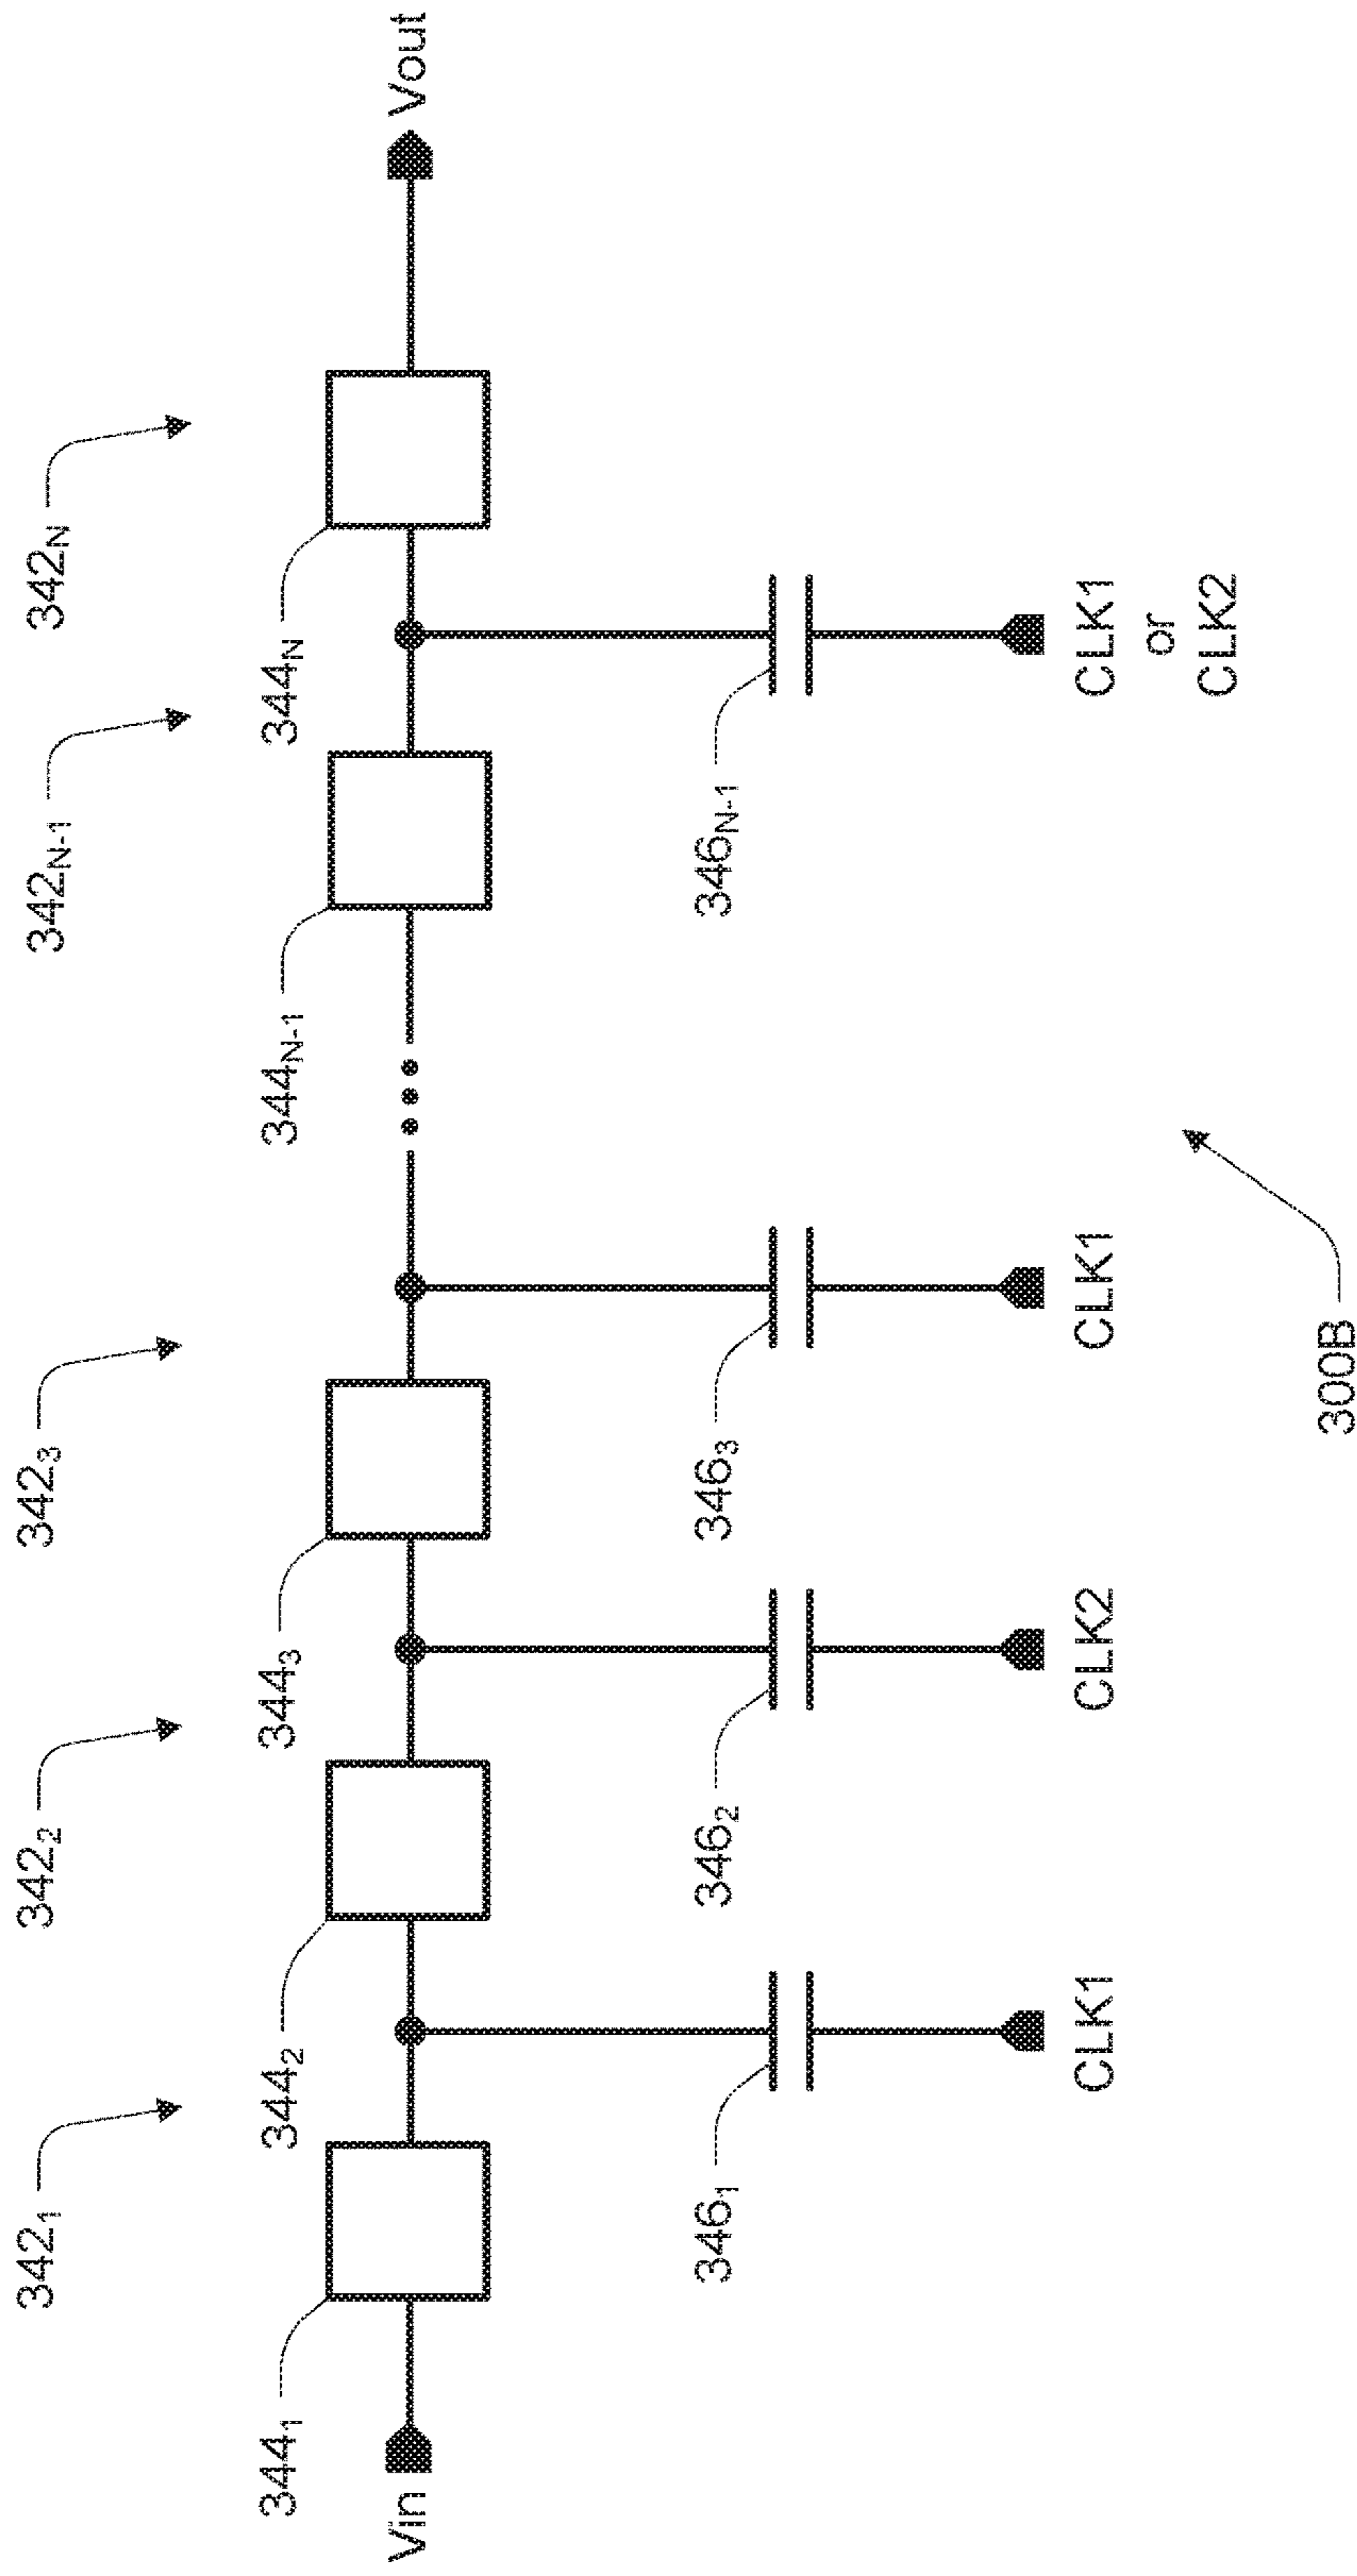 342₁
342₂
342₃
342N-1
342N
344₁
344₂
344₃
344N-1
344N
Vin
Vout
346₁
346₂
346₃
346N-1
CLK1
CLK2
CLK1
CLK1
or
CLK2
300B